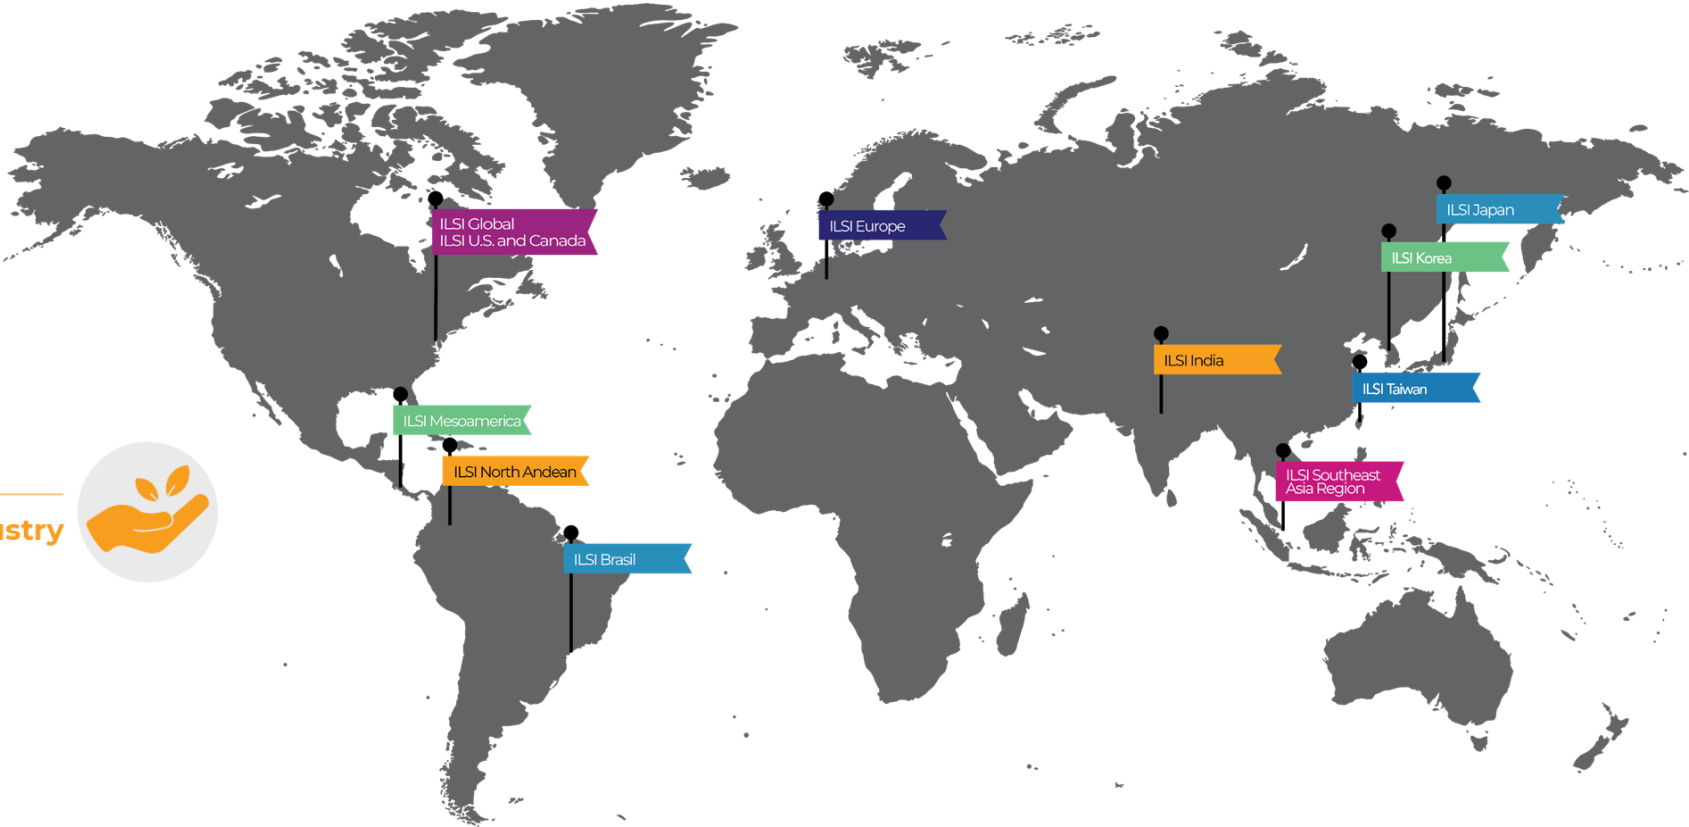 ILSI Global
ILSI U.S. and Canada
ILSI Europe
ILSI Japan
ILSI Korea
ILSI India
ILSI Taiwan
ILSI Mesoamerica
ILSI North Andean
ILSI Southeast
Asia Region
ustry
ILSI Brasil